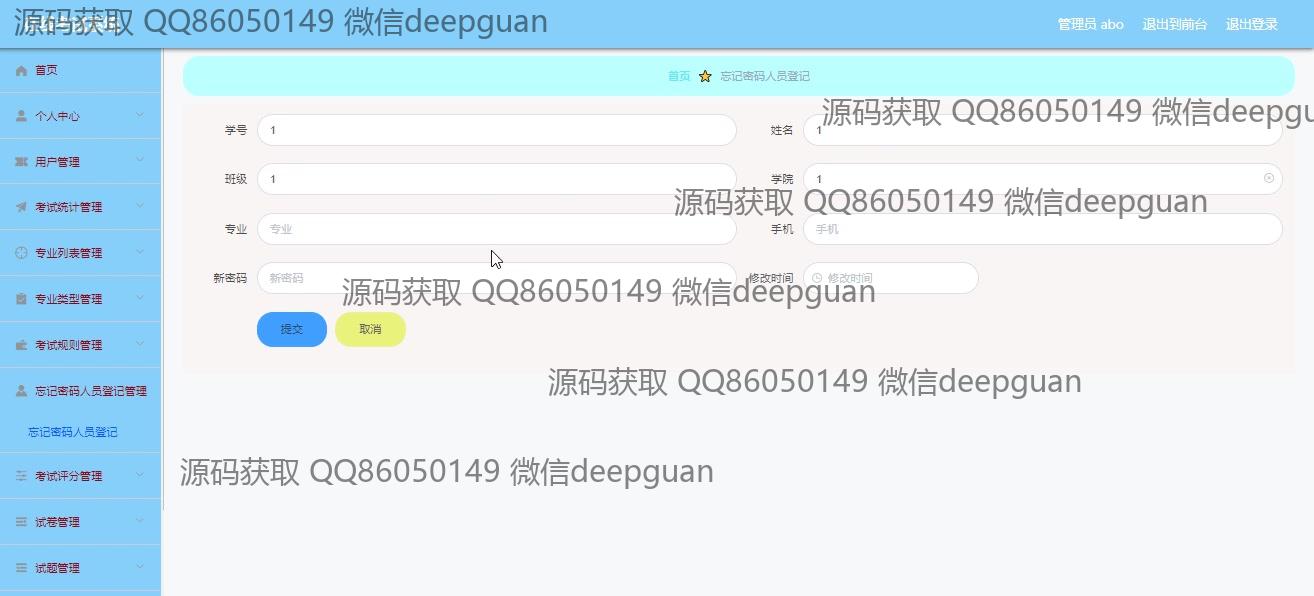 源码获取 QQ86050149 微信deepguan
管理员 abo 退出到前台 退出登录
首页
个人中心
用户管理
考试统计管理
专业列表管理
专业类型管理
考试规则管理
忘记密码人员登记管理
忘记密码人员登记
考试评分管理
试卷管理
试题管理
首页 忘记密码人员登记
源码获取 QQ86050149 微信deepgu
学号 1 姓名 1
班级 1 学院 1
源码获取 QQ86050149 微信deepguan
专业 专业 手机 手机
新密码 新密码 修改时间 修改时间
源码获取 QQ86050149 微信deepguan
提交 取消
源码获取 QQ86050149 微信deepguan
源码获取 QQ86050149 微信deepguan